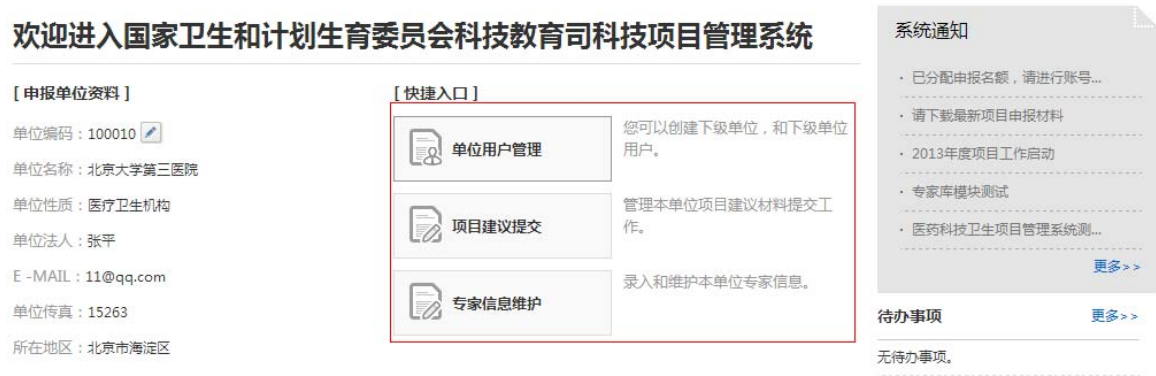 欢迎进入国家卫生和计划生育委员会科技教育司科技项目管理系统
[ 申报单位资料 ]
单位编码：100010
单位名称：北京大学第三医院
单位性质：医疗卫生机构
单位法人：张平
E -MAIL：11@qq.com
单位传真：15263
所在地区：北京市海淀区
[ 快捷入口 ]
单位用户管理
您可以创建下级单位，和下级单位
用户。
项目建议提交
管理本单位项目建议材料提交工
作。
专家信息维护
录入和维护本单位专家信息。
系统通知
· 已分配申报名额，请进行账号...
· 请下载最新项目申报材料
· 2013年度项目工作启动
· 专家库模块测试
· 医药科技卫生项目管理系统测...
更多>>
待办事项
更多>>
无待办事项。